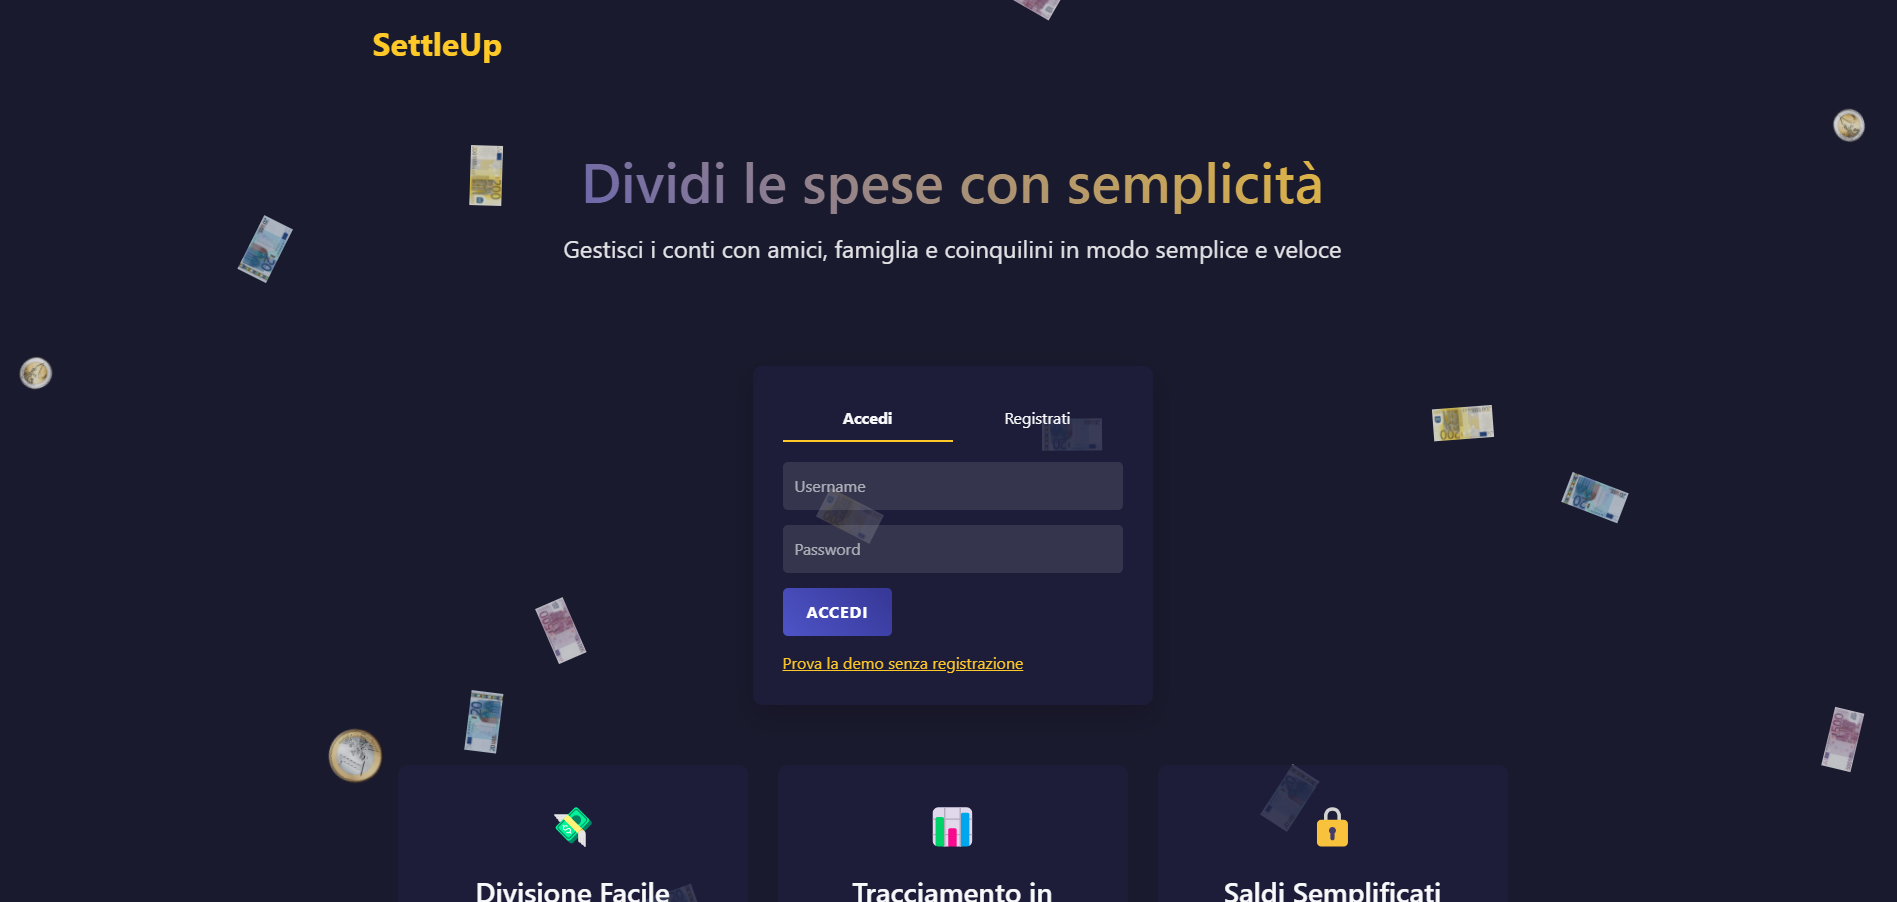 SettleUp
Dividi le spese con semplicità
Gestisci i conti con amici, famiglia e coinquilini in modo semplice e veloce
Accedi
Registrati
Username
Password
ACCEDI
Prova la demo senza registrazione
Divisione Facile
Tracciamento in
Saldi Semplificati